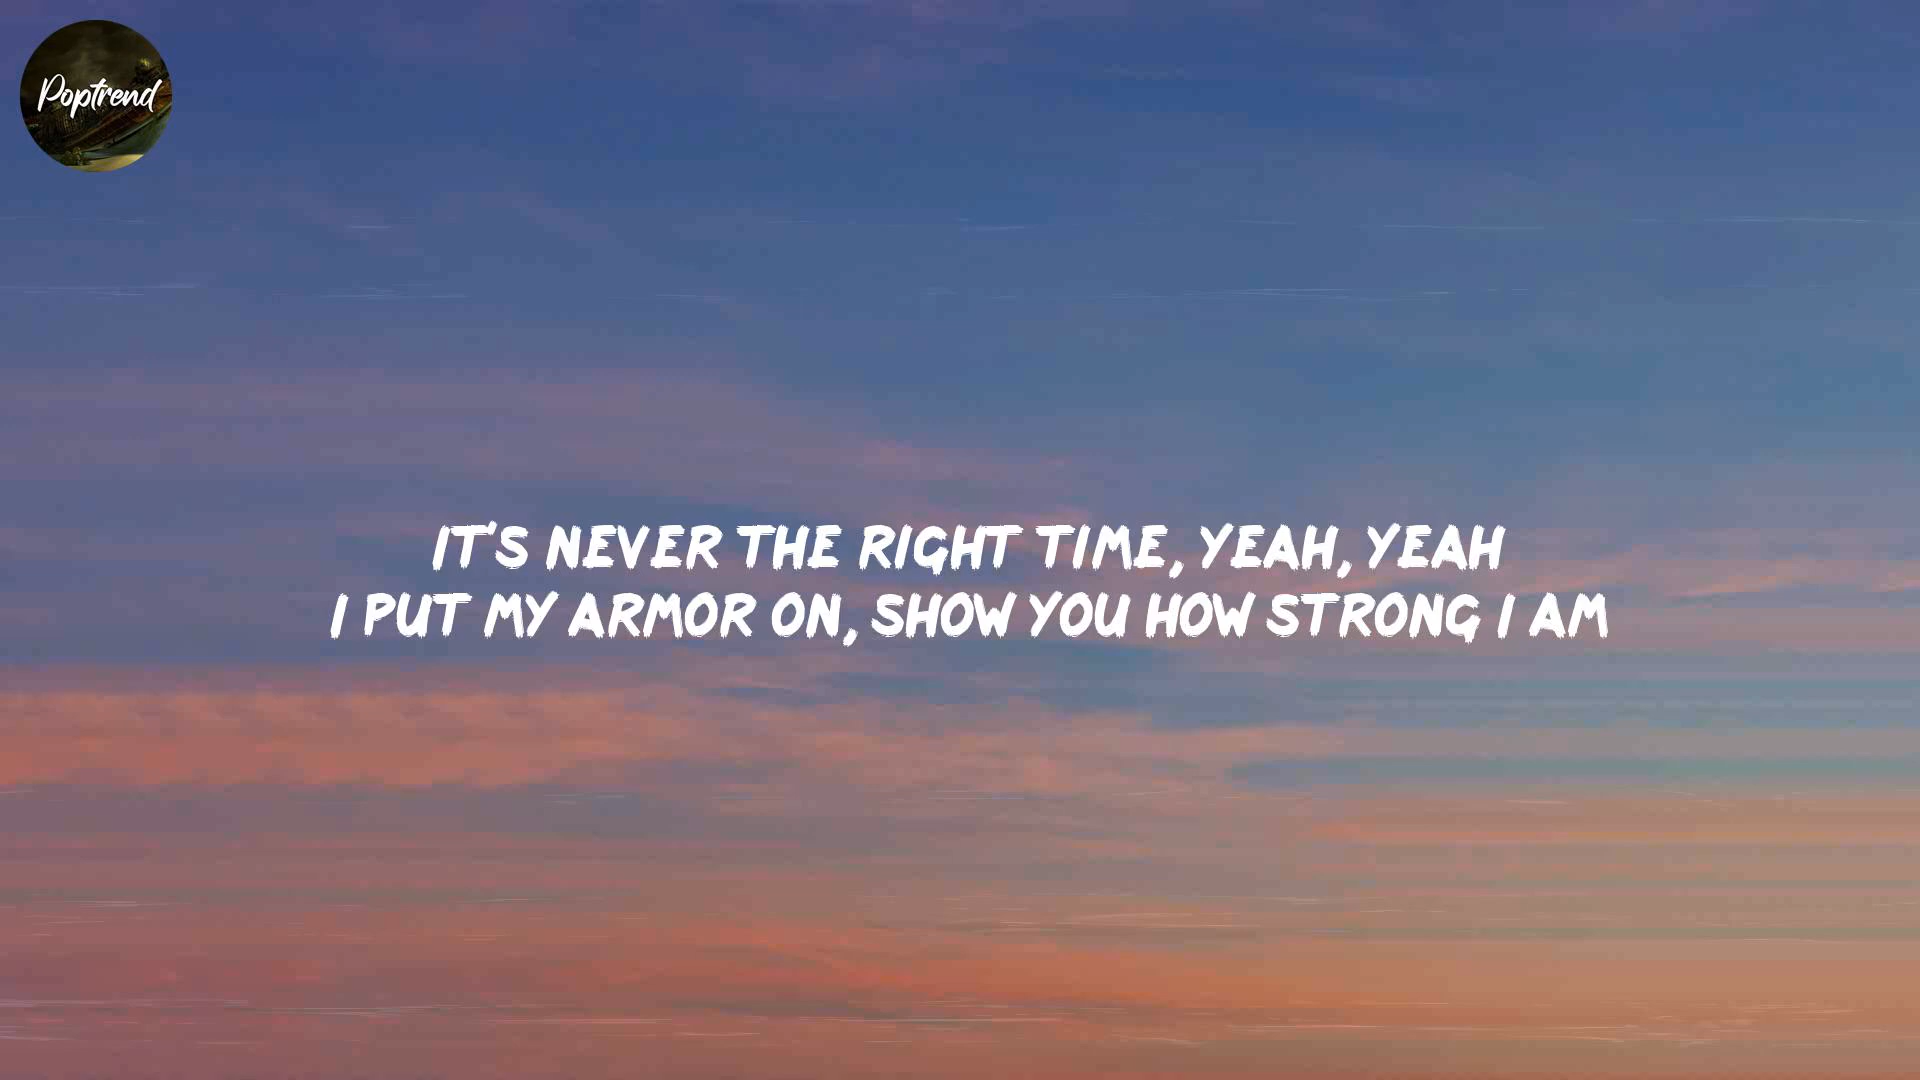 Poptrend
IT'S NEVER THE RIGHT TIME, YEAH, YEAH
I PUT MY ARMOR ON, SHOW YOU HOW STRONG I AM